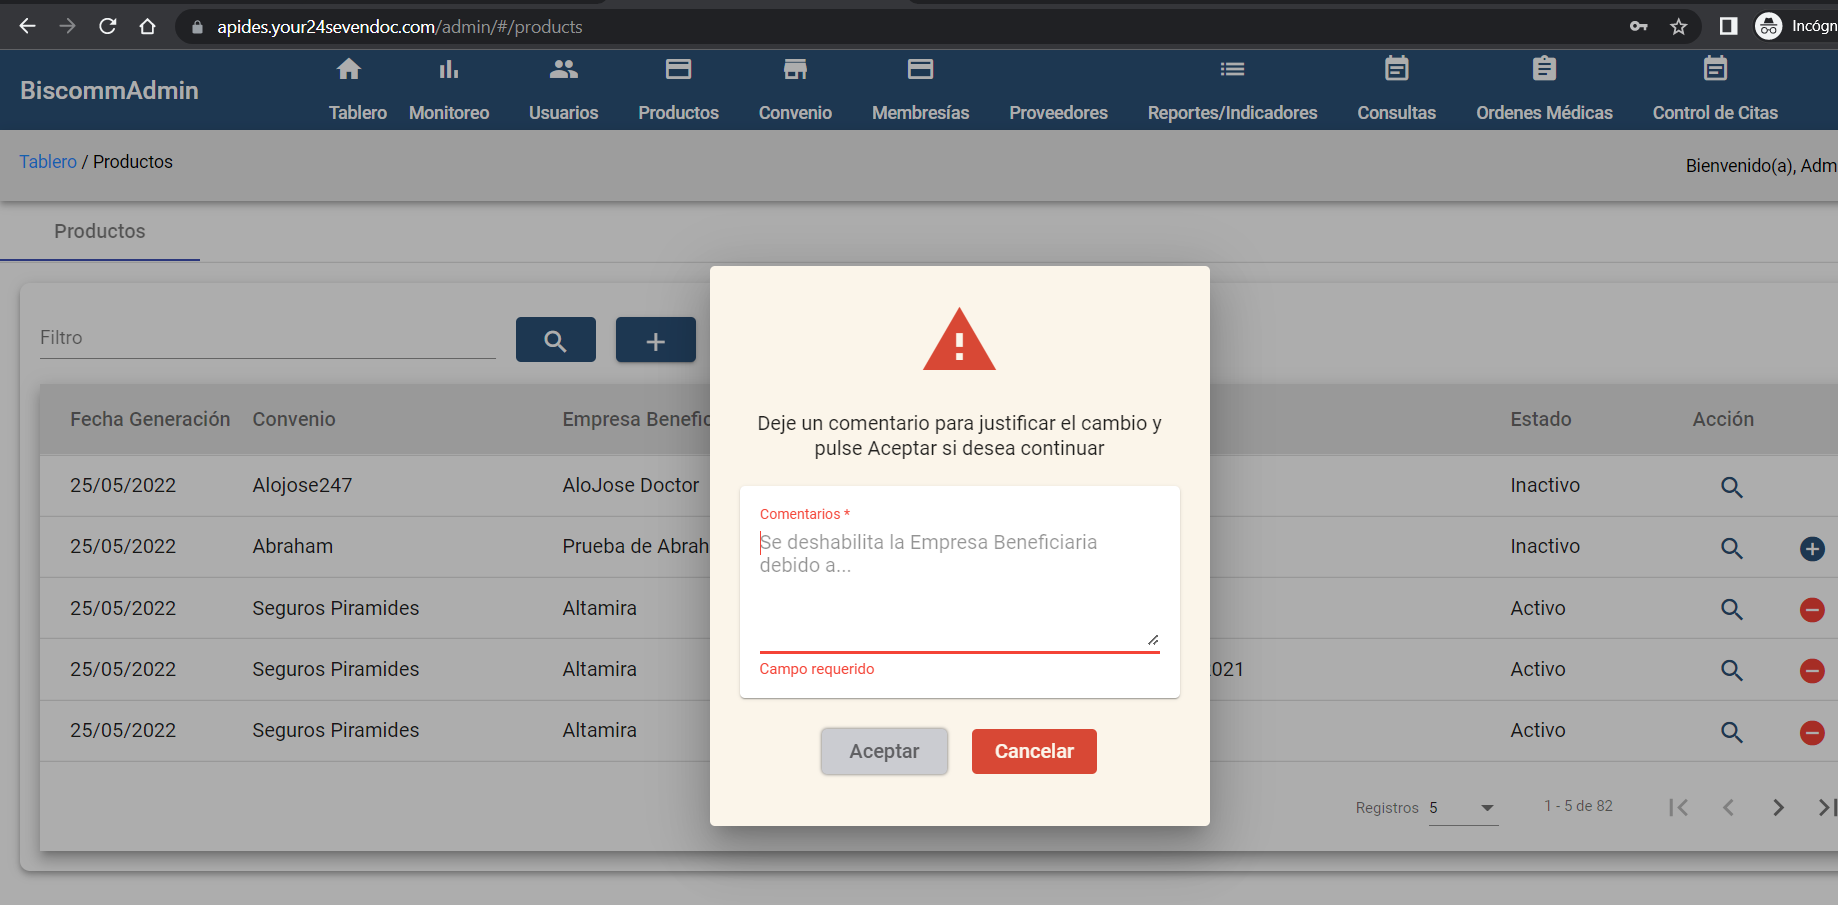 apides.your24sevendoc.com/admin/#/products
Incógn
BiscommAdmin
Tablero
Monitoreo
Usuarios
Productos
Convenio
Membresías
Proveedores
Reportes/Indicadores
Consultas
Ordenes Médicas
Control de Citas
Tablero / Productos
Bienvenido(a), Adm
Productos
Filtro
Fecha Generación Convenio Empresa Benefic Estado Acción
25/05/2022 Alojose247 AloJose Doctor Inactivo
25/05/2022 Abraham Prueba de Abrah Inactivo
25/05/2022 Seguros Piramides Altamira Activo
25/05/2022 Seguros Piramides Altamira 021 Activo
25/05/2022 Seguros Piramides Altamira Activo
Registros 5 1 - 5 de 82
Deje un comentario para justificar el cambio y
pulse Aceptar si desea continuar
Comentarios *
Se deshabilita la Empresa Beneficiaria
debido a...
Campo requerido
Aceptar
Cancelar